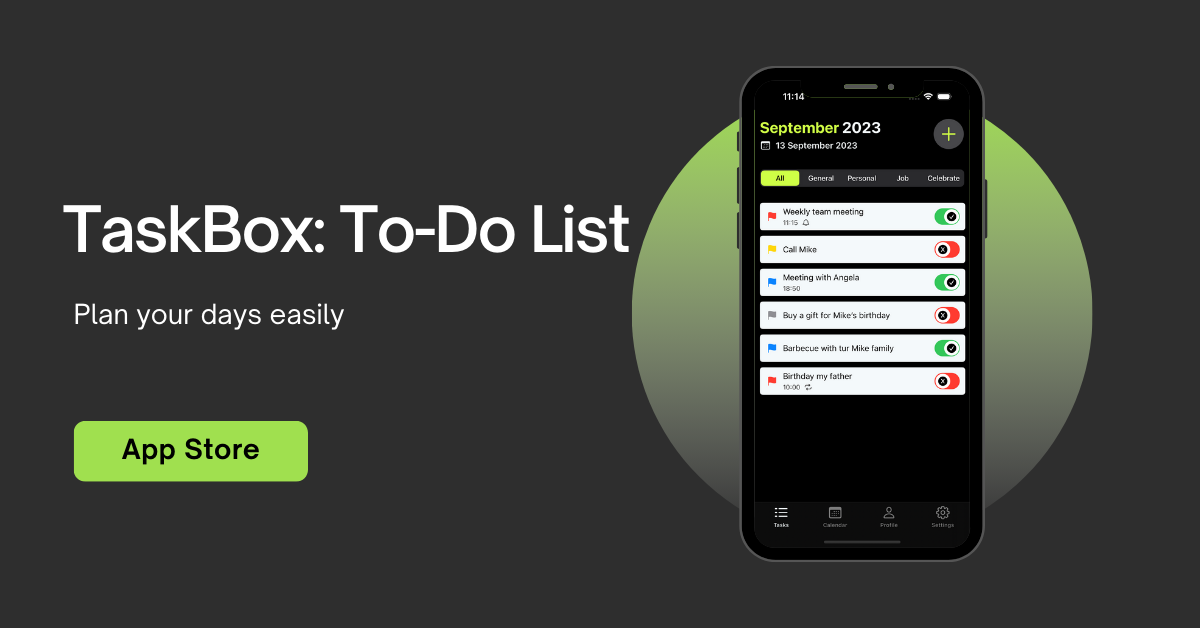 TaskBox: To-Do List
Plan your days easily
App Store
11:14
September 2023
13 September 2023
All General Personal Job Celebrate
Weekly team meeting
11:15
Call Mike
Meeting with Angela
18:50
Buy a gift for Mike's birthday
Barbecue with tur Mike family
Birthday my father
10:00
Tasks Calendar Profile Settings